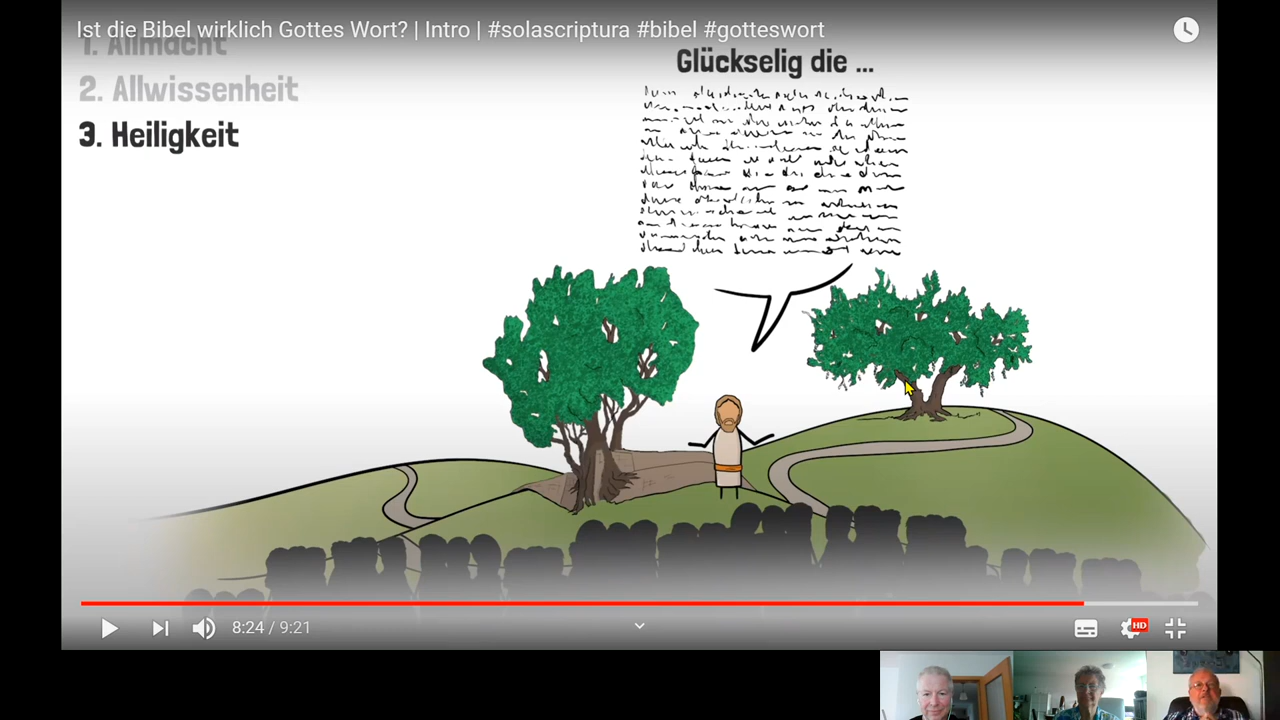 Ist die Bibel wirklich Gottes Wort? | Intro | #solascriptura #bibel #gotteswort
1. Allmacht
2. Allwissenheit
3. Heiligkeit
Glückselig die ...
8:24 / 9:21
HD